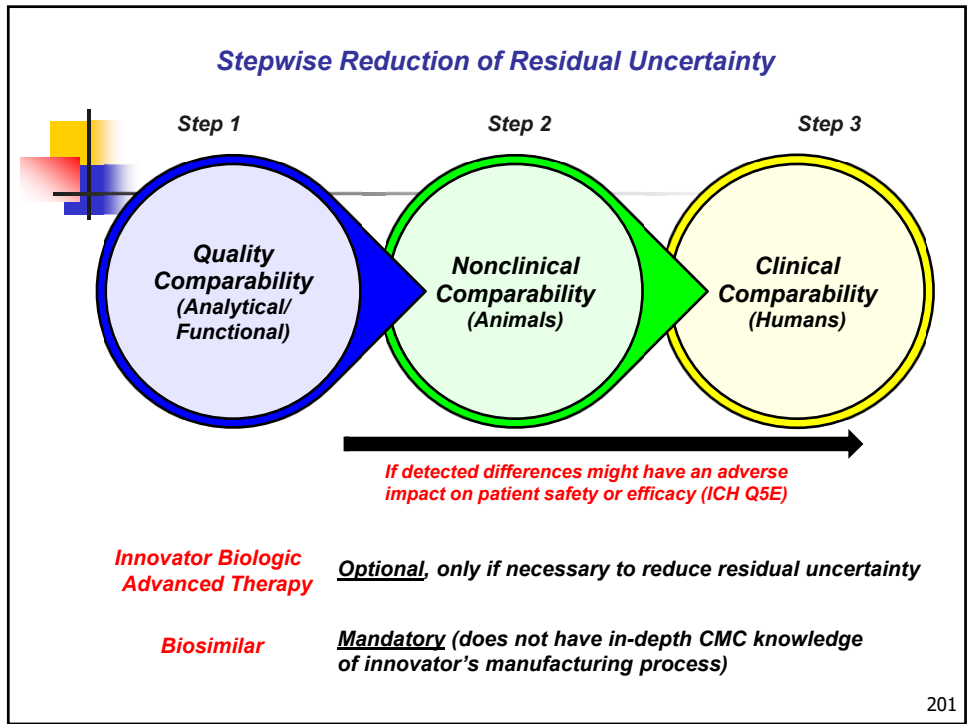 Stepwise Reduction of Residual Uncertainty
Step 1
Step 2
Step 3
Quality
Comparability
(Analytical/
Functional)
Nonclinical
Comparability
(Animals)
Clinical
Comparability
(Humans)
If detected differences might have an adverse
impact on patient safety or efficacy (ICH Q5E)
Innovator Biologic
Advanced Therapy
Optional, only if necessary to reduce residual uncertainty
Biosimilar
Mandatory (does not have in-depth CMC knowledge
of innovator’s manufacturing process)
201